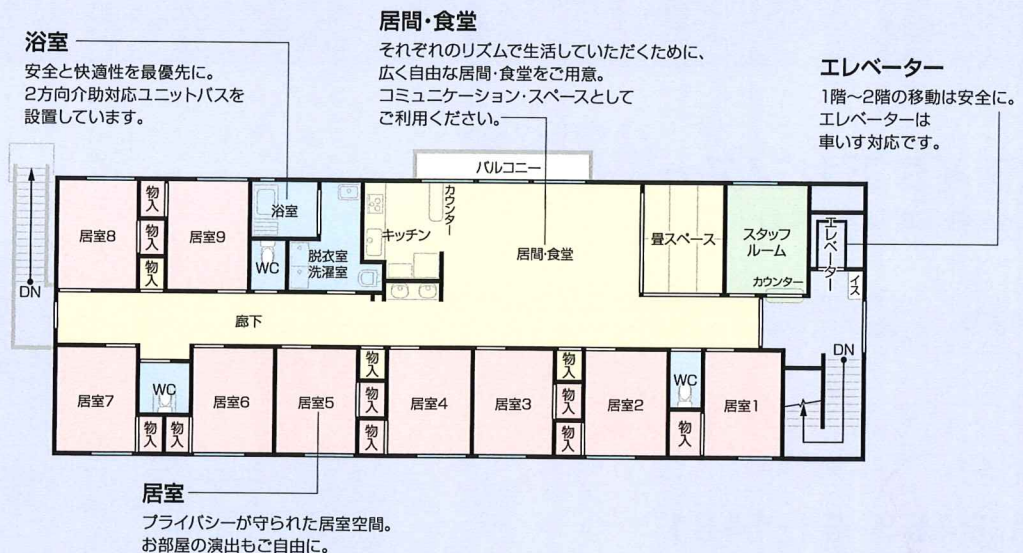 浴室
安全と快適性を最優先に。
2方向介助対応ユニットバスを
設置しています。
居間・食堂
それぞれのリズムで生活していただくために、
広く自由な居間・食堂をご用意。
コミュニケーション・スペースとして
ご利用ください。
エレベーター
1階〜2階の移動は安全に。
エレベーターは
車いす対応です。
バルコニー
居室8
物入
物入
物入
居室9
浴室
WC
脱衣室
洗濯室
キッチン
カウンター
居間・食堂
畳スペース
スタッフ
ルーム
カウンター
エレベーター
イス
DN
廊下
DN
居室7
WC
物入
物入
居室6
居室5
物入
物入
物入
居室4
居室3
物入
物入
物入
居室2
WC
物入
居室1
居室
プライバシーが守られた居室空間。
お部屋の演出もご自由に。